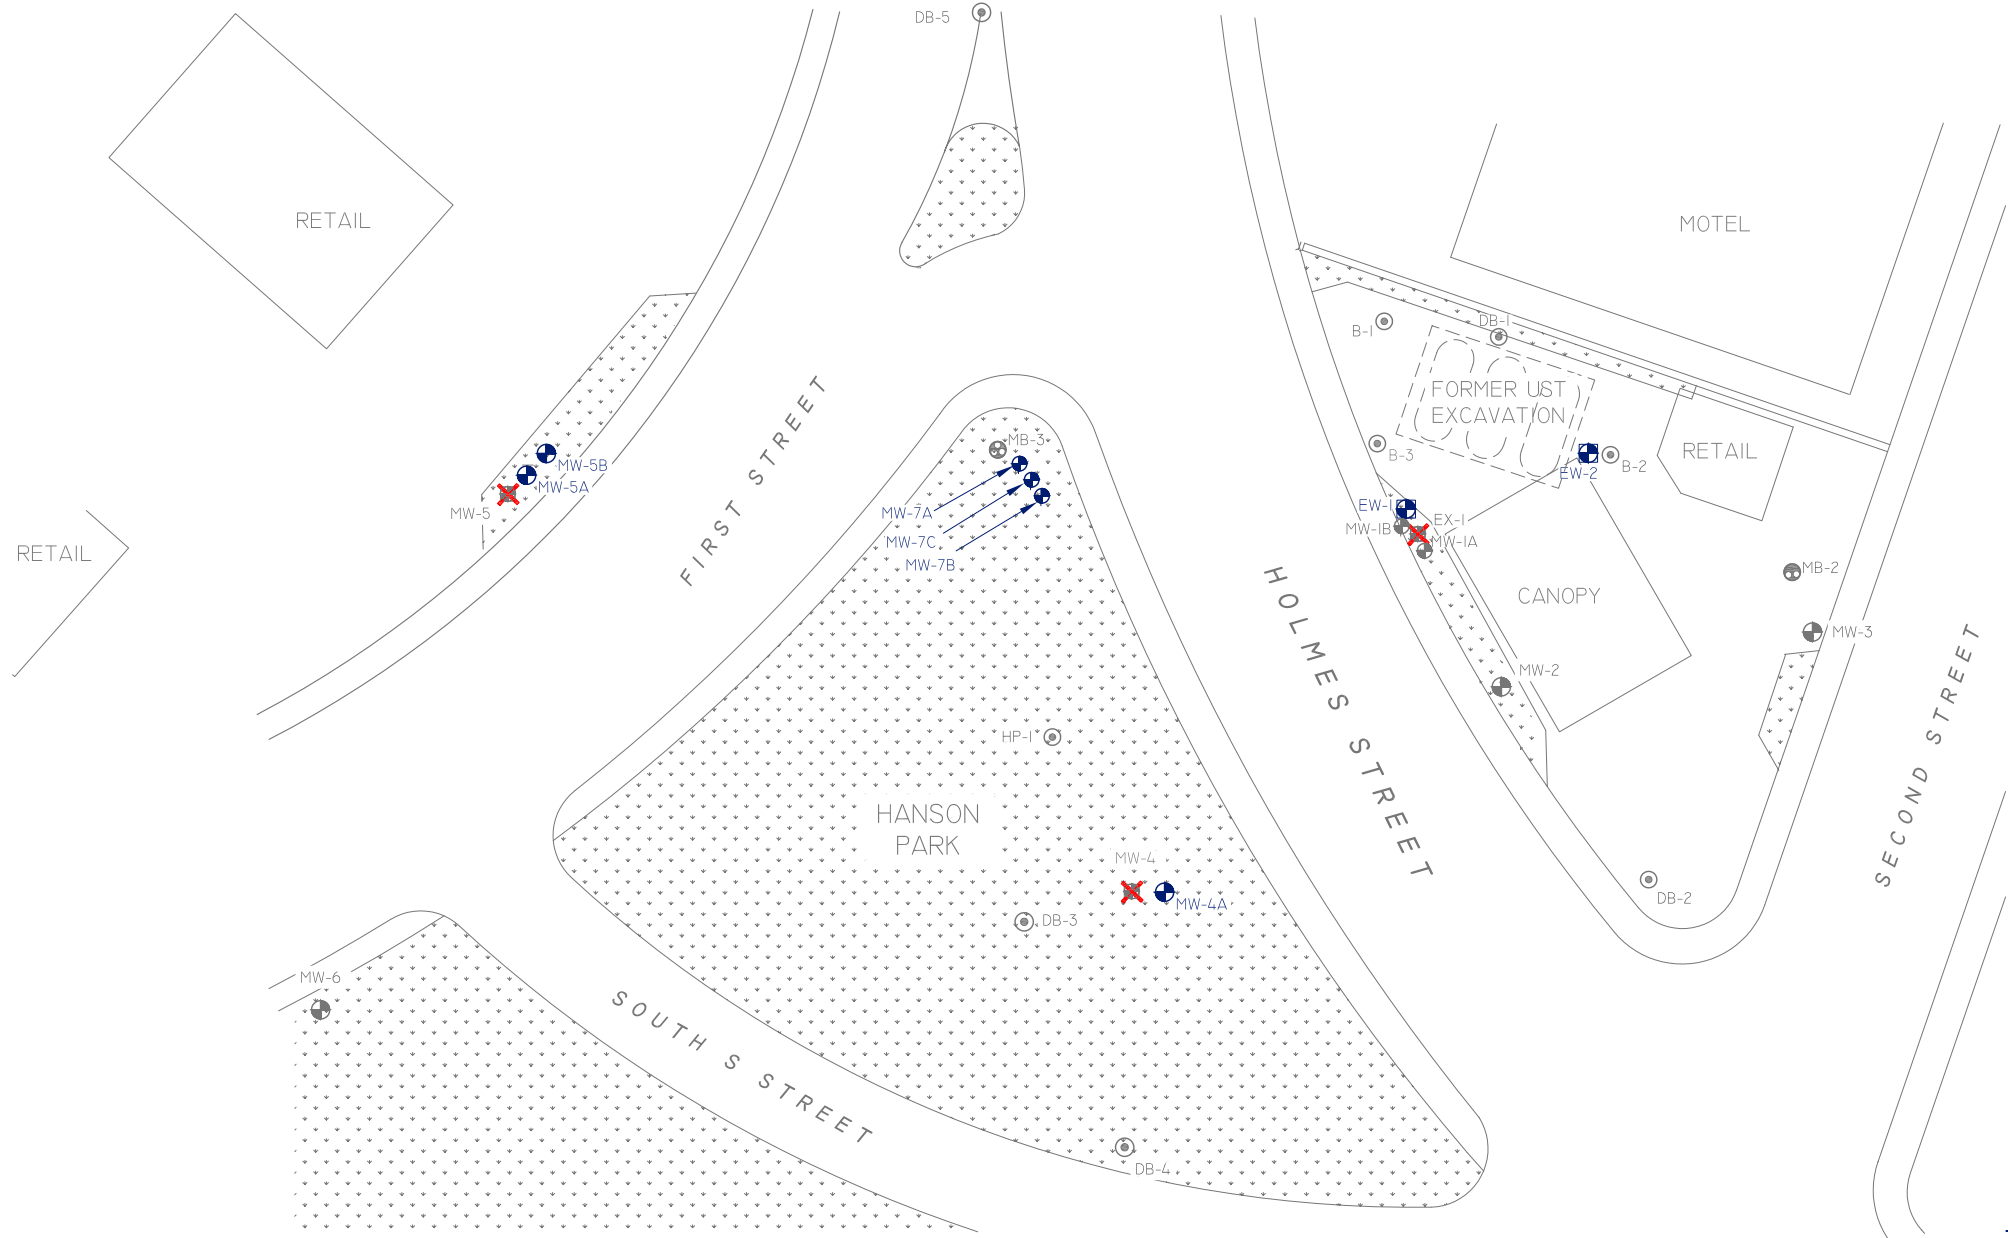 DB-5
RETAIL
MOTEL
B-1
DB-1
FORMER UST
EXCAVATION
MB-3
B-3
RETAIL
B-2
EW-2
MW-5B
MW-5A
MW-5
MW-7A
MW-7C
MW-7B
EW-1
MW-1B
EX-1
MW-1A
RETAIL
FIRST STREET
HOLMES STREET
CANOPY
MB-2
MW-3
MW-2
SECOND STREET
HP-1
HANSON
PARK
MW-4
MW-4A
DB-3
DB-2
MW-6
SOUTH S STREET
DB-4